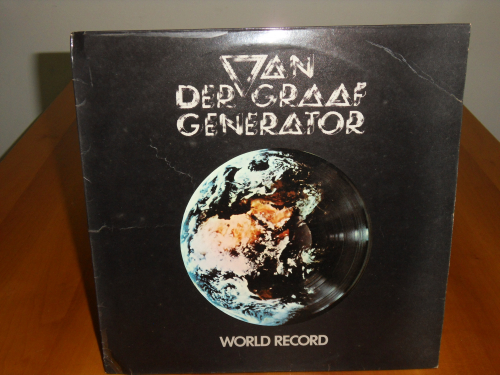 VAN
DER GRAAF
GENERATOR
WORLD RECORD